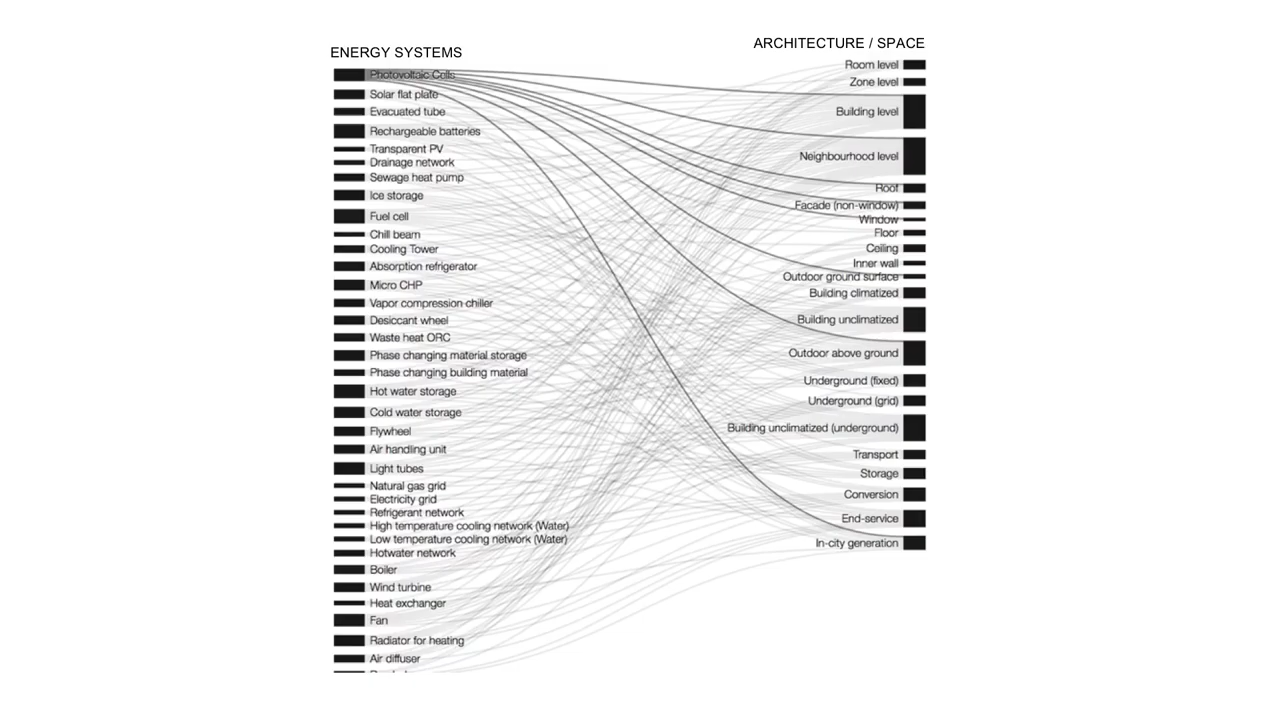 ENERGY SYSTEMS
Photovoltaic Cells
Solar flat plate
Evacuated tube
Rechargeable batteries
Transparent PV
Drainage network
Sewage heat pump
Ice storage
Fuel cell
Chill beam
Cooling Tower
Absorption refrigerator
Micro CHP
Vapor compression chiller
Desiccant wheel
Waste heat ORC
Phase changing material storage
Phase changing building material
Hot water storage
Cold water storage
Flywheel
Air handling unit
Light tubes
Natural gas grid
Electricity grid
Refrigerant network
High temperature cooling network (Water)
Low temperature cooling network (Water)
Hotwater network
Boiler
Wind turbine
Heat exchanger
Fan
Radiator for heating
Air diffuser
ARCHITECTURE / SPACE
Room level
Zone level
Building level
Neighbourhood level
Roof
Facade (non-window)
Window
Floor
Ceiling
Inner wall
Outdoor ground surface
Building climatized
Building unclimatized
Outdoor above ground
Underground (fixed)
Underground (grid)
Building unclimatized (underground)
Transport
Storage
Conversion
End-service
In-city generation